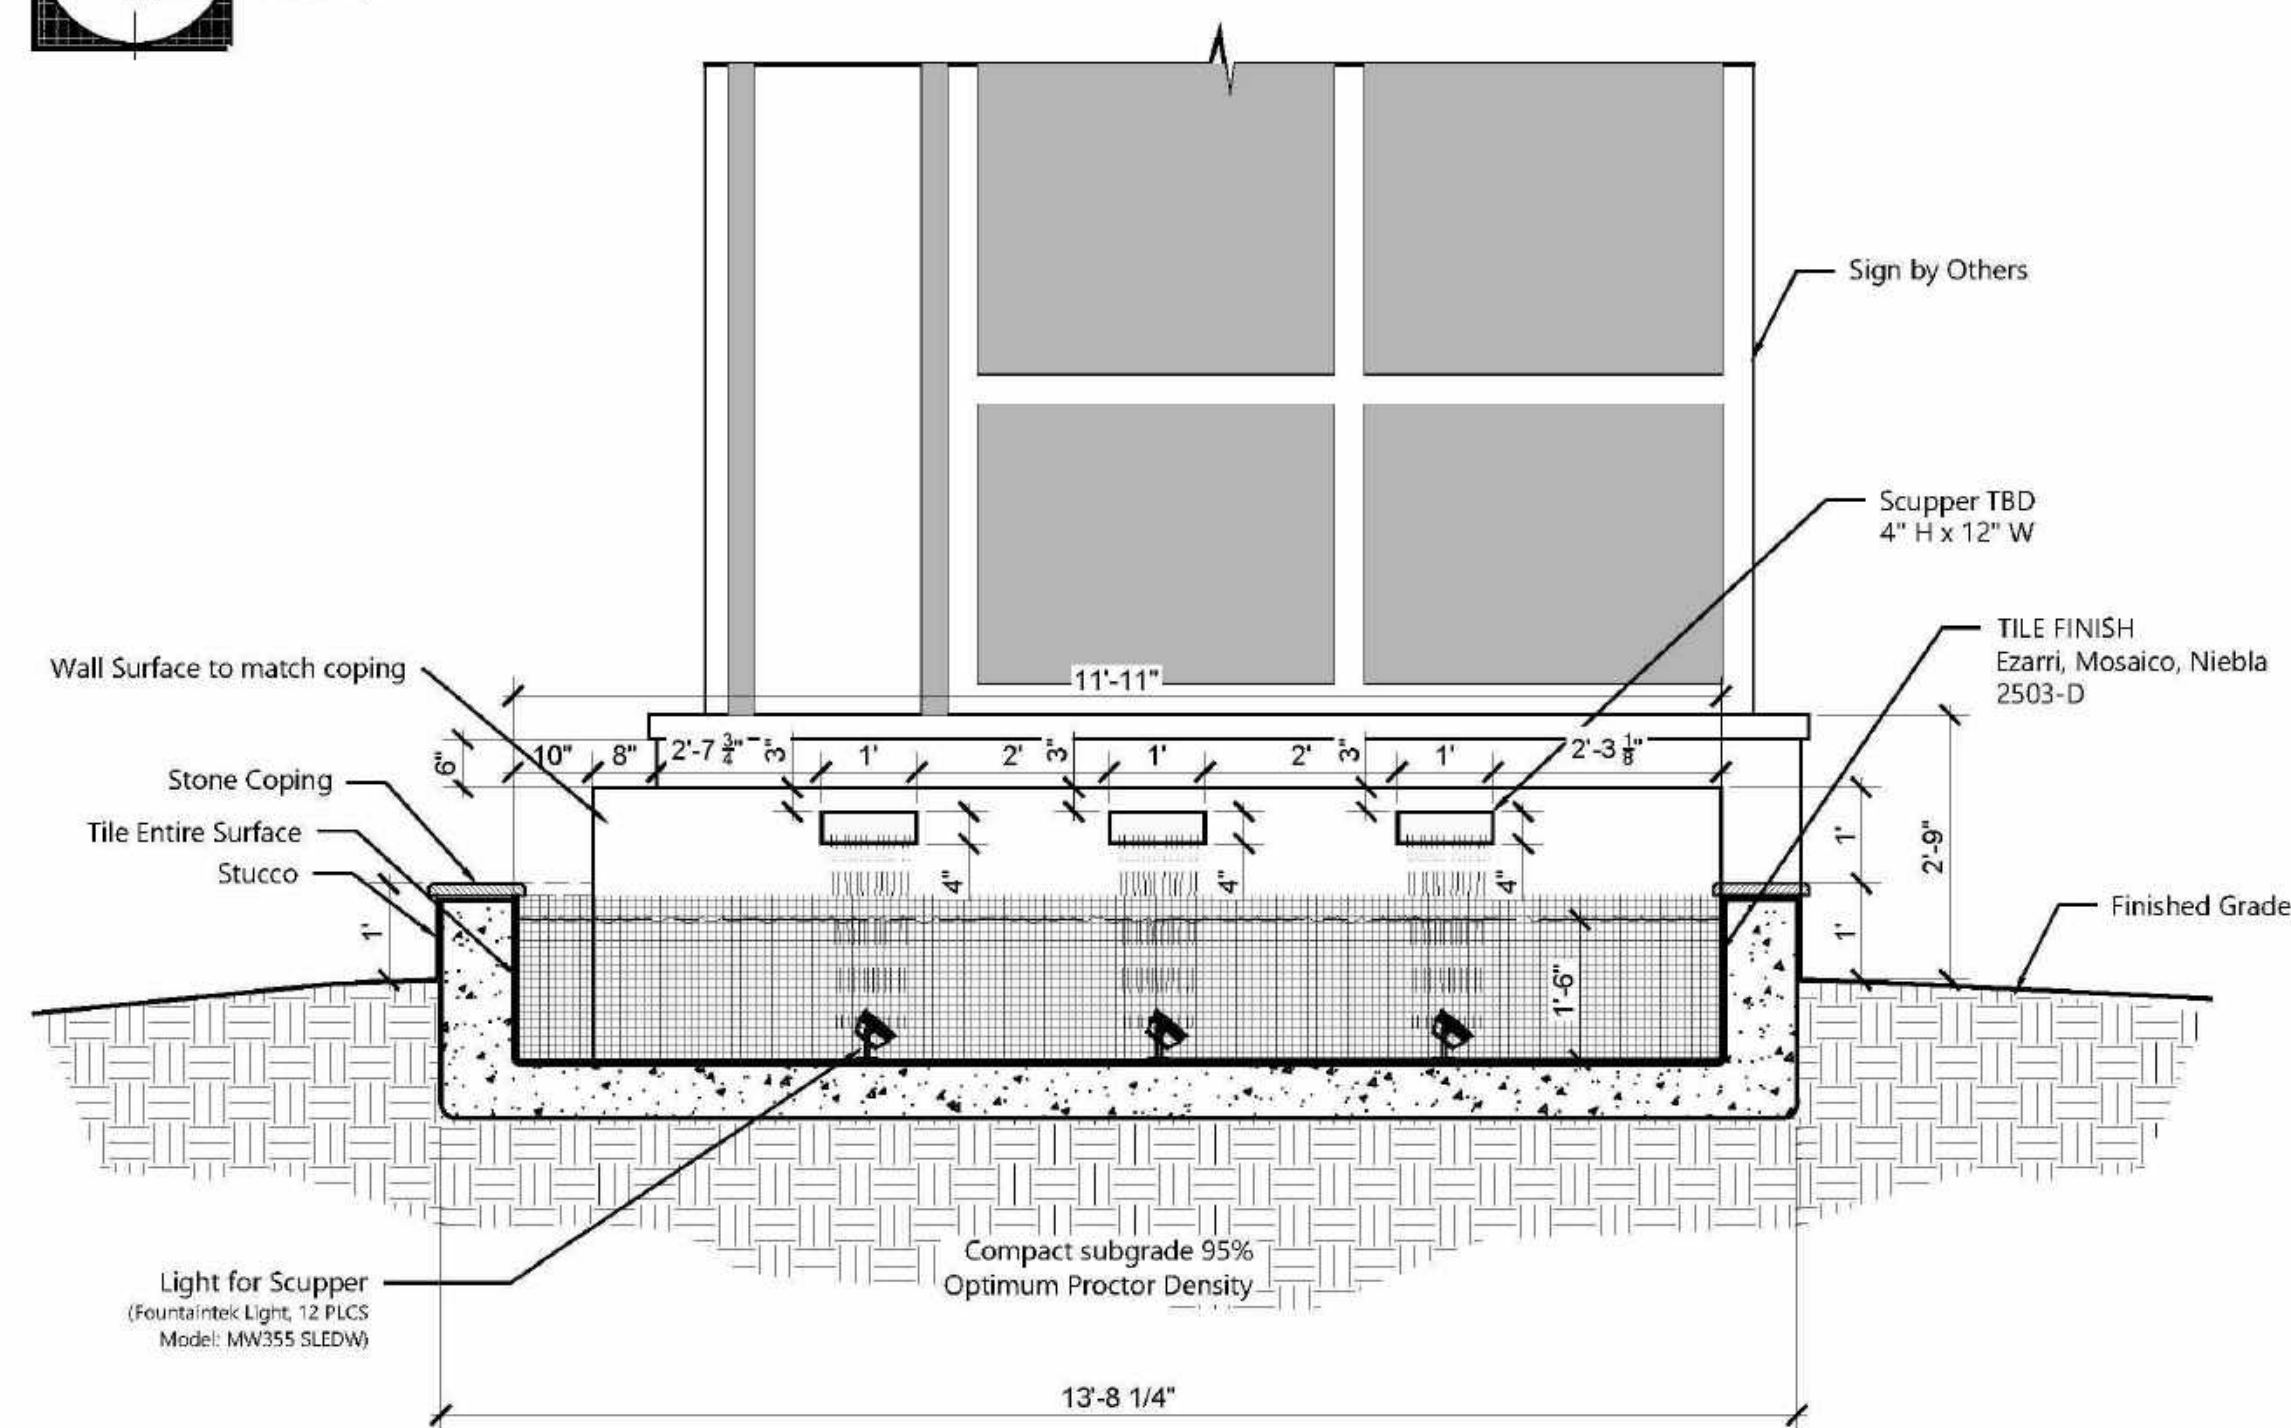 Sign by Others
Scupper TBD
4" H x 12" W
TILE FINISH
Ezarri, Mosaico, Niebla
2503-D
Wall Surface to match coping
11'-11"
6"
10"
8"
2'-7 3/4"
3"
1'
2'
3"
1'
2'
3"
1'
2'-3 1/8"
Stone Coping
Tile Entire Surface
Stucco
4"
4"
4"
1'
1'
1'
2'-9"
Finished Grade
1'-6"
Compact subgrade 95%
Optimum Proctor Density
Light for Scupper
(Fountaintek Light, 12 PLCS
Model: MW355 SLEDW)
13'-8 1/4"